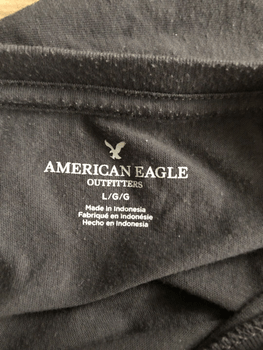 AMERICAN EAGLE
OUTFITTERS
L/G/G
Made in Indonesia
Fabriqué en Indonésie
Hecho en Indonesia